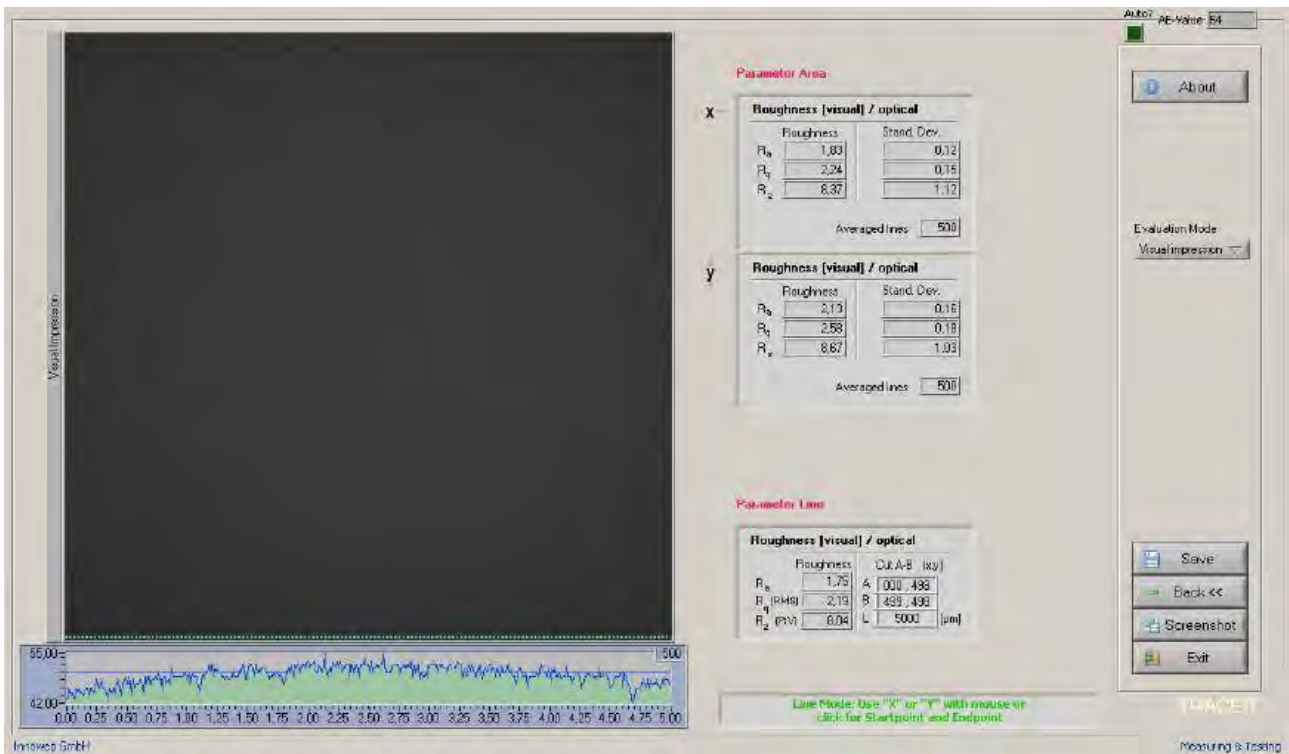 Auto?
AE-Value: 54
Visual Impression
Parameter Area
x
Roughness [visual] / optical
Roughness Stand. Dev.
Ra 1,83 0,12
Rq 2,24 0,15
Rz 8,37 1,12
Averaged lines 500
y
Roughness [visual] / optical
Roughness Stand. Dev.
Ra 2,13 0,16
Rq 2,58 0,18
Rz 8,67 1,03
Averaged lines 500
Parameter Line
Roughness [visual] / optical
Roughness Cut A-B (x,y)
Ra 1,75 A 000 , 498
Rq (RMS) 2,19 B 499 , 498
Rz (PtV) 8,04 L 5000 [µm]
Line Mode: Use "X" or "Y" with mouse or
click for Startpoint and Endpoint
55,00
500
42,00
0.00 0.25 0.50 0.75 1.00 1.25 1.50 1.75 2.00 2.25 2.50 2.75 3.00 3.25 3.50 3.75 4.00 4.25 4.50 4.75 5.00
About
Evaluation Mode
Visual impression
Save
Back <<
Screenshot
Exit
TRACEiT
Innowep GmbH
Measuring & Testing